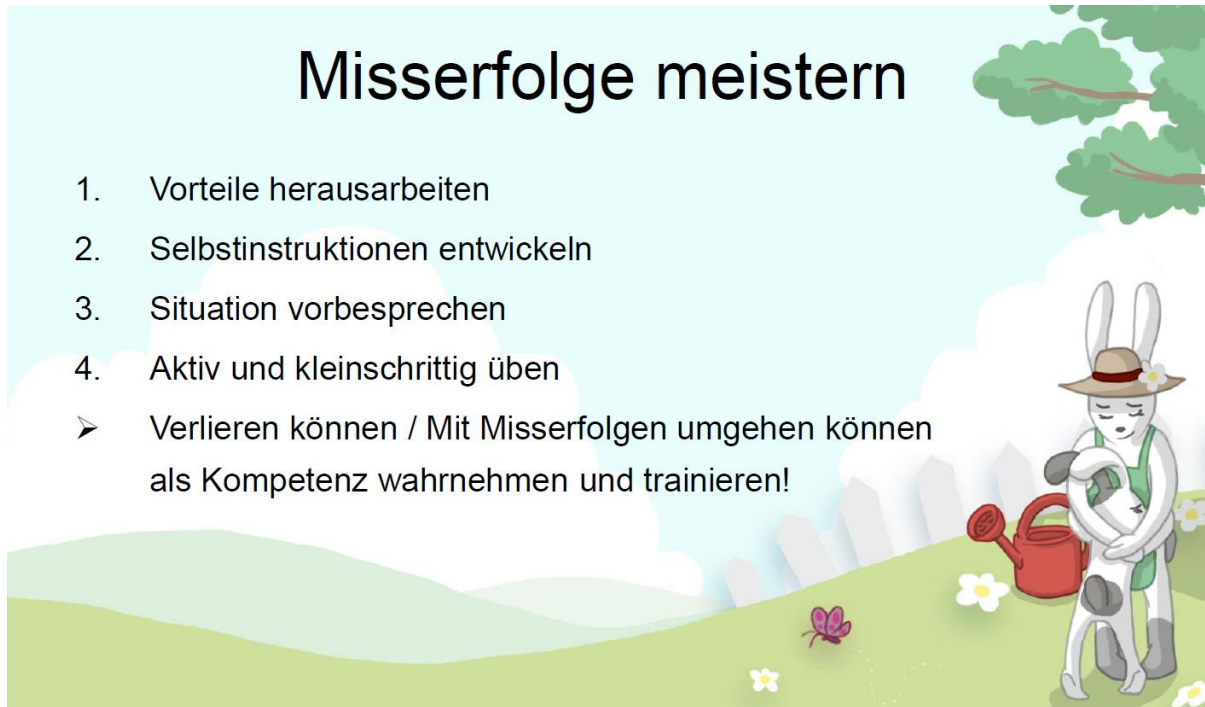 Misserfolge meistern
1. Vorteile herausarbeiten
2. Selbstinstruktionen entwickeln
3. Situation vorbesprechen
4. Aktiv und kleinschrittig üben
➢ Verlieren können / Mit Misserfolgen umgehen können
als Kompetenz wahrnehmen und trainieren!